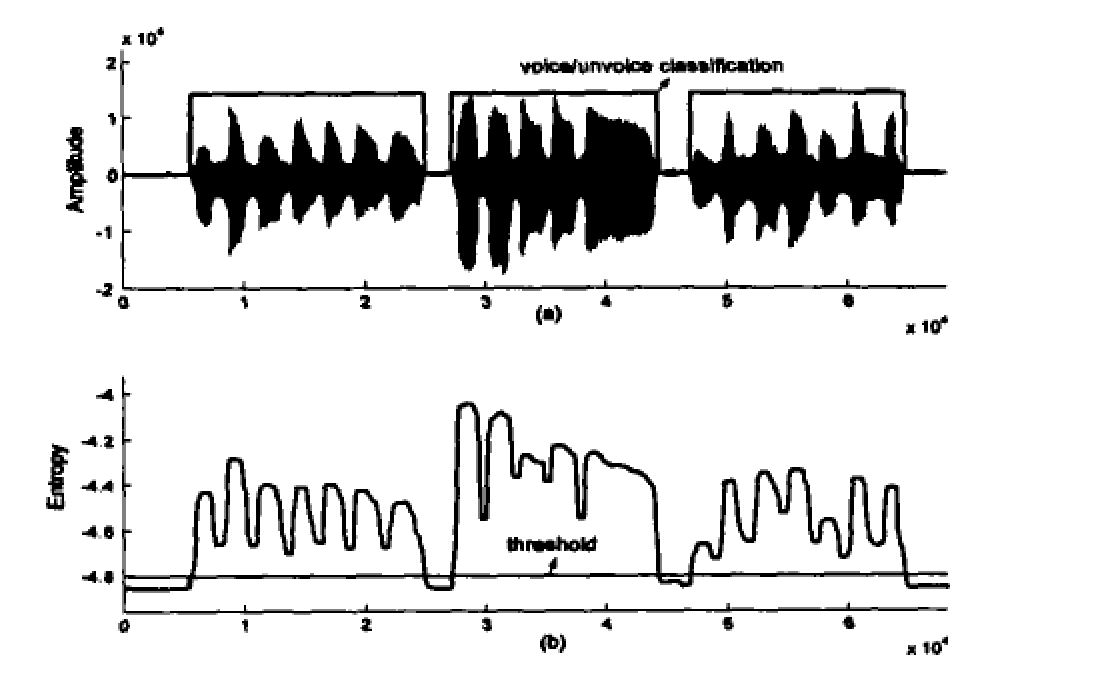 x 10⁴
voice/unvoice classification
2
1
0
-1
-2
Amplitude
0 1 2 3 4 5 6
(a)
x 10⁴
-4
-4.2
-4.4
-4.6
-4.8
Entropy
threshold
0 1 2 3 4 5 6
(b)
x 10⁴